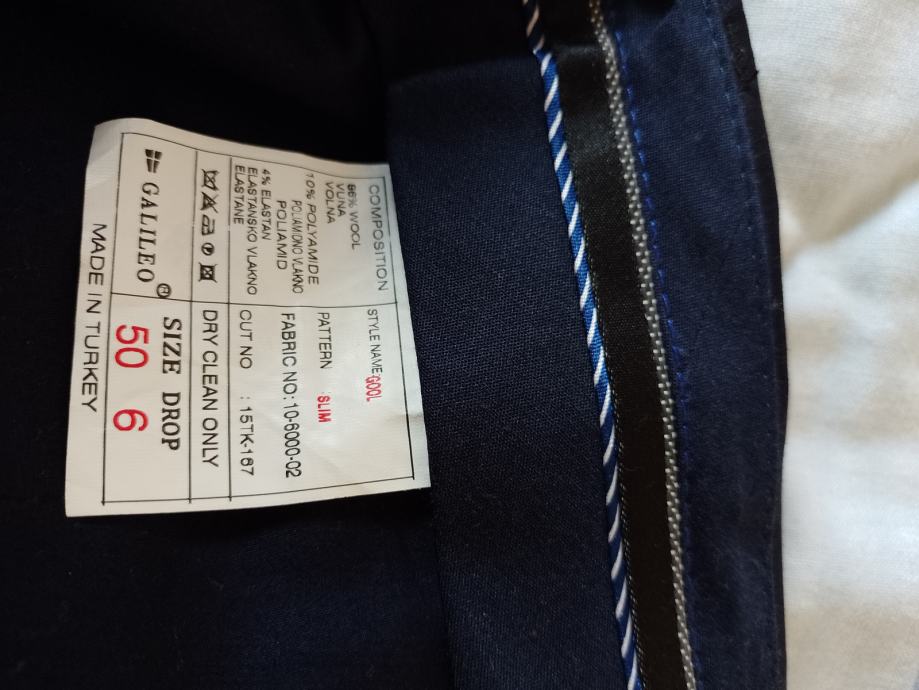 COMPOSITION
86% WOOL
VUNA
VOLNA
10% POLYAMIDE
POLIAMIDNO VLAKNO
POLIAMID
4% ELASTAN
ELASTANSKO VLAKNO
ELASTANE
STYLE NAME:GOOL
PATTERN :SLIM
FABRIC NO: 10-6000-02
CUT NO : 15TK-167
DRY CLEAN ONLY
GALILEO®
SIZE DROP
50 6
MADE IN TURKEY